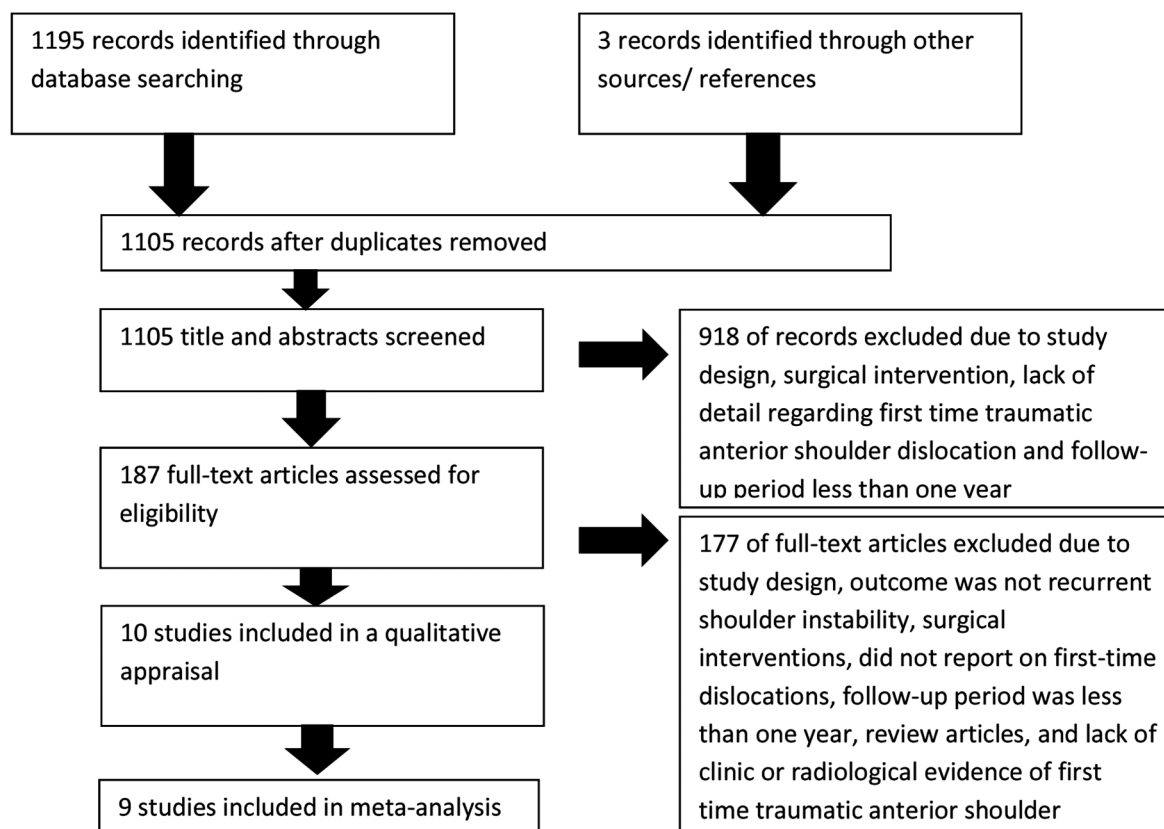 1195 records identified through
database searching
3 records identified through other
sources/ references
1105 records after duplicates removed
1105 title and abstracts screened
918 of records excluded due to study
design, surgical intervention, lack of
detail regarding first time traumatic
anterior shoulder dislocation and follow-
up period less than one year
187 full-text articles assessed for
eligibility
177 of full-text articles excluded due to
study design, outcome was not recurrent
shoulder instability, surgical
interventions, did not report on first-time
dislocations, follow-up period was less
than one year, review articles, and lack of
clinic or radiological evidence of first
time traumatic anterior shoulder
10 studies included in a qualitative
appraisal
9 studies included in meta-analysis